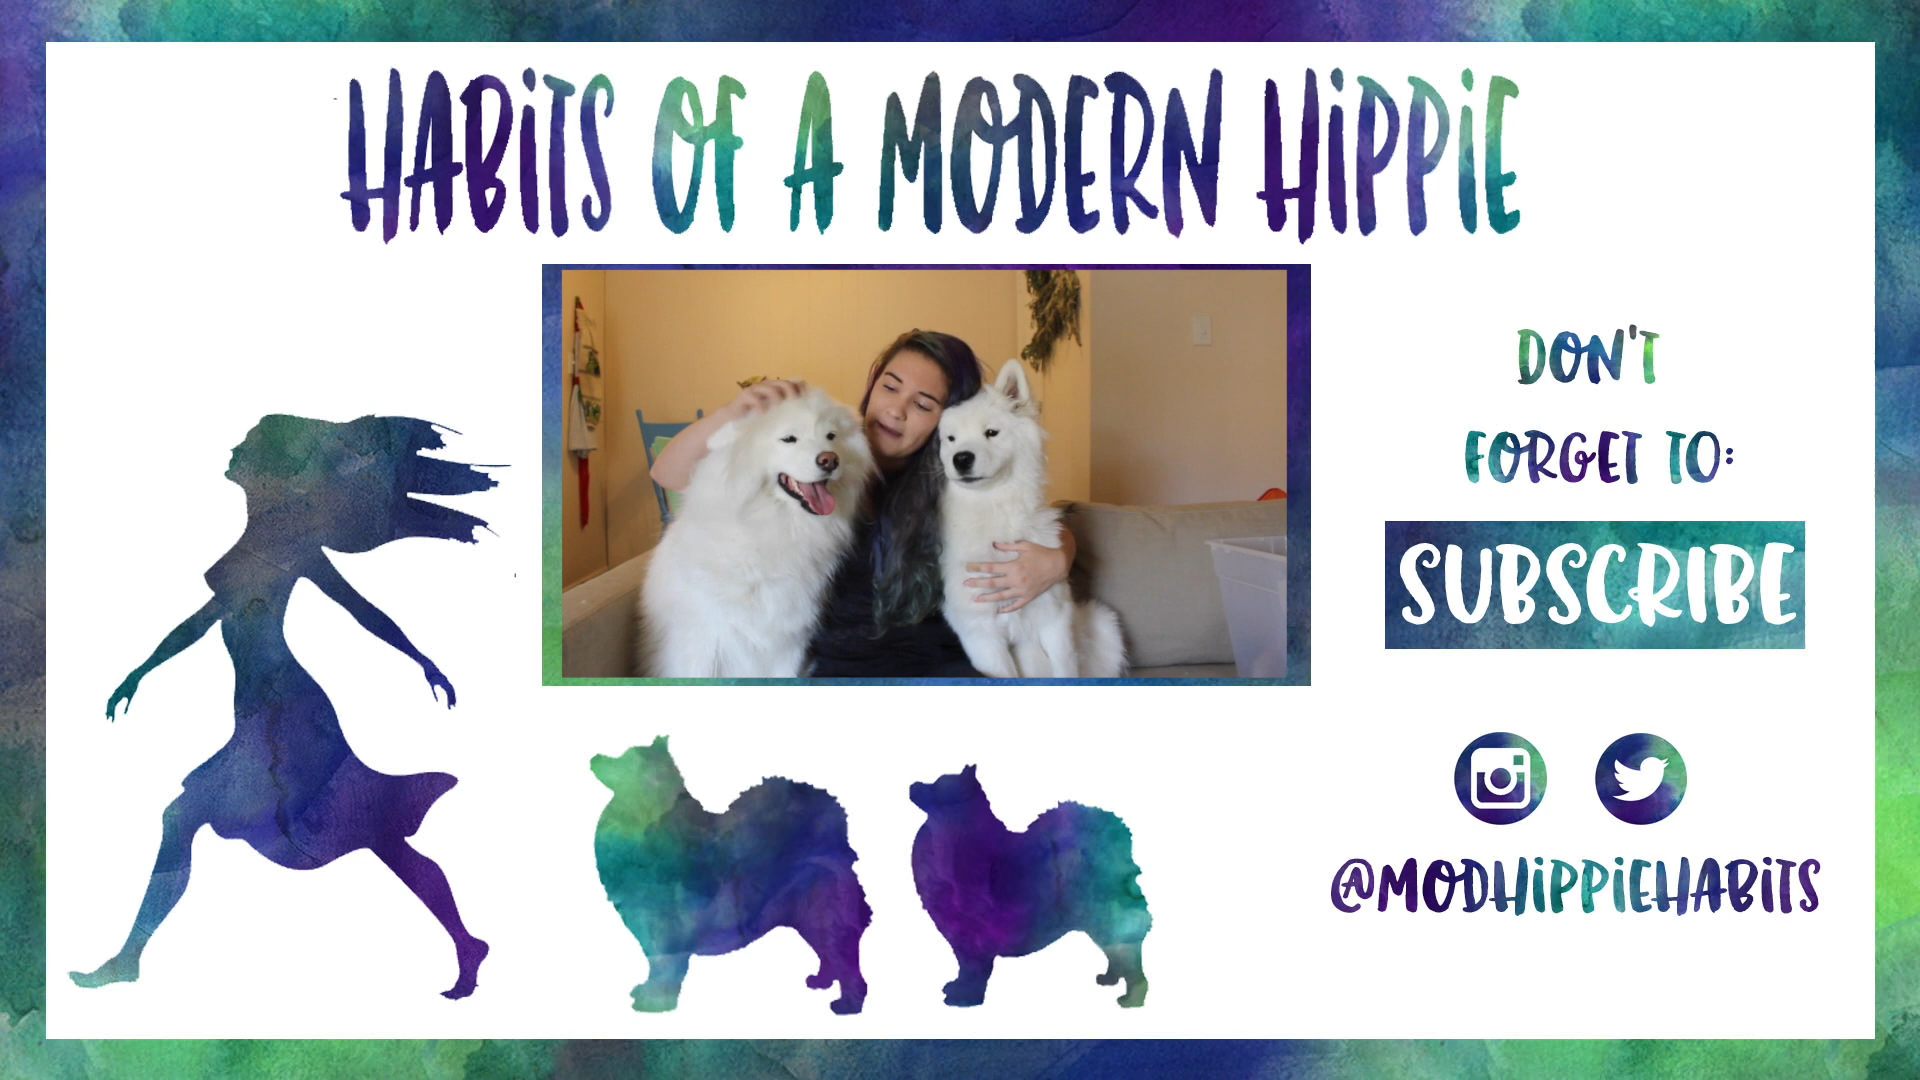 HABITS OF A MODERN HIPPIE
DON'T
FORGET TO:
SUBSCRIBE
@MODHIPPIEHABITS